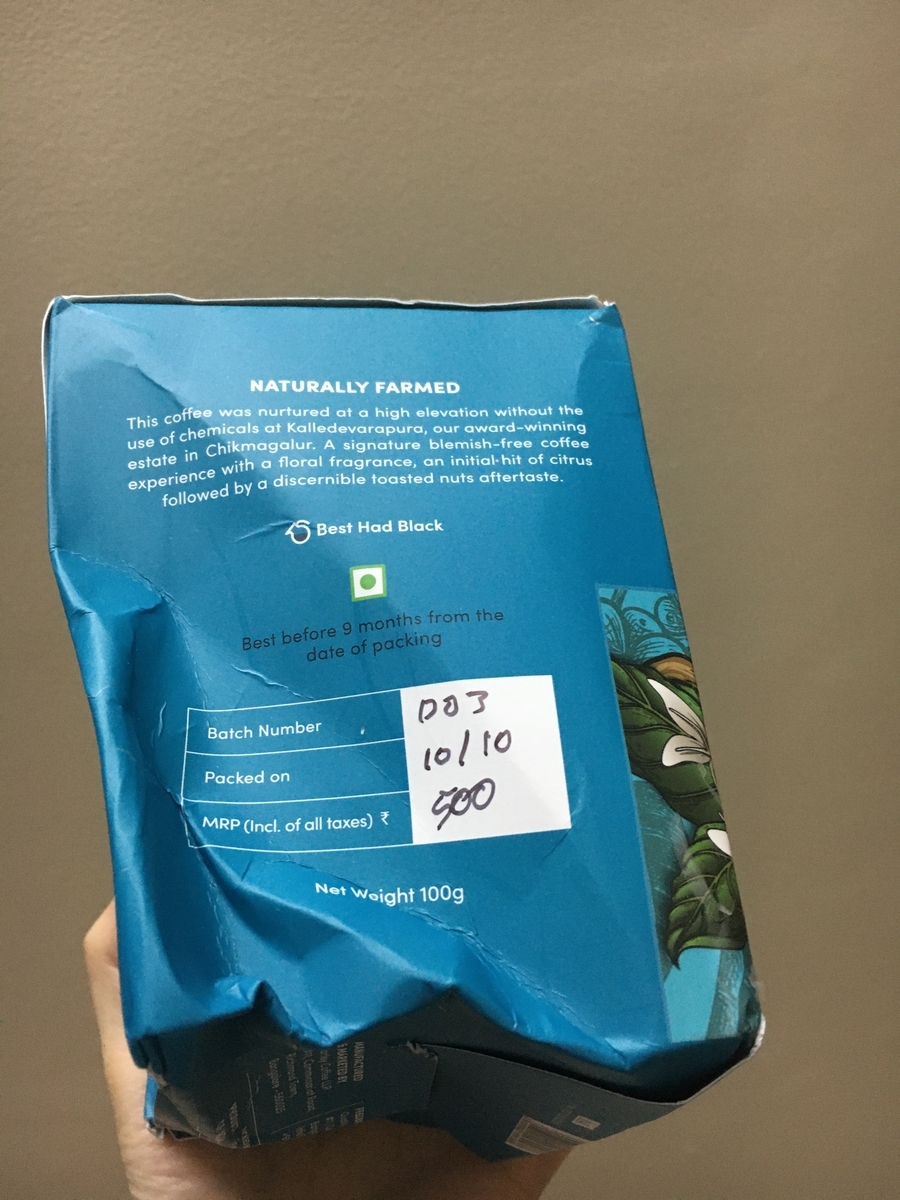 NATURALLY FARMED
This coffee was nurtured at a high elevation without the
use of chemicals at Kalledevarapura, our award-winning
estate in Chikmagalur. A signature blemish-free coffee
experience with a floral fragrance, an initial hit of citrus
followed by a discernible toasted nuts aftertaste.
Best Had Black
Best before 9 months from the
date of packing
Batch Number D03
Packed on 10/10
MRP (Incl. of all taxes) ₹ 500
Net Weight 100g